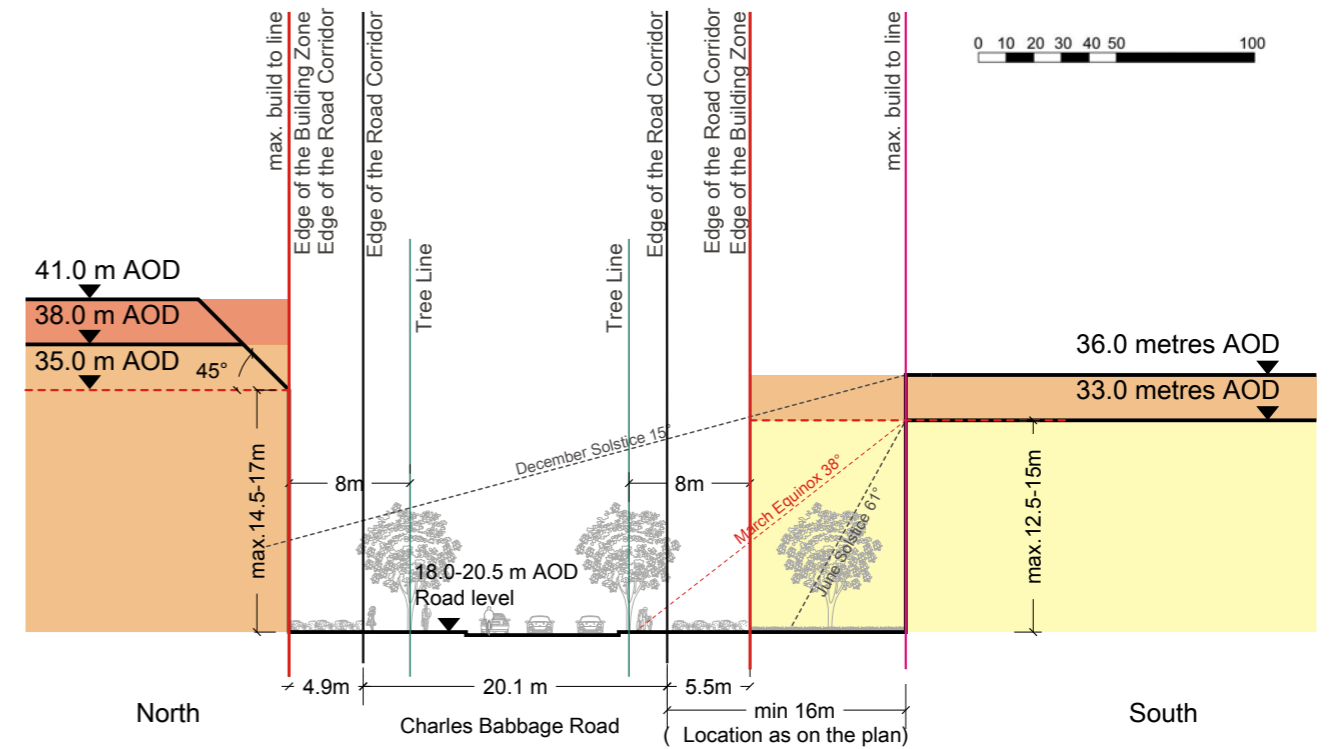 max. build to line
Edge of the Building Zone
Edge of the Road Corridor
Edge of the Road Corridor
Edge of the Road Corridor
Edge of the Road Corridor
Edge of the Building Zone
max. build to line
0 10 20 30 40 50 100
Tree Line
Tree Line
41.0 m AOD
38.0 m AOD
35.0 m AOD
45°
36.0 metres AOD
33.0 metres AOD
December Solstice 15°
March Equinox 38°
June Solstice 61°
8m
8m
max.14.5-17m
max.12.5-15m
18.0-20.5 m AOD
Road level
4.9m
20.1 m
5.5m
min 16m
( Location as on the plan)
North
Charles Babbage Road
South